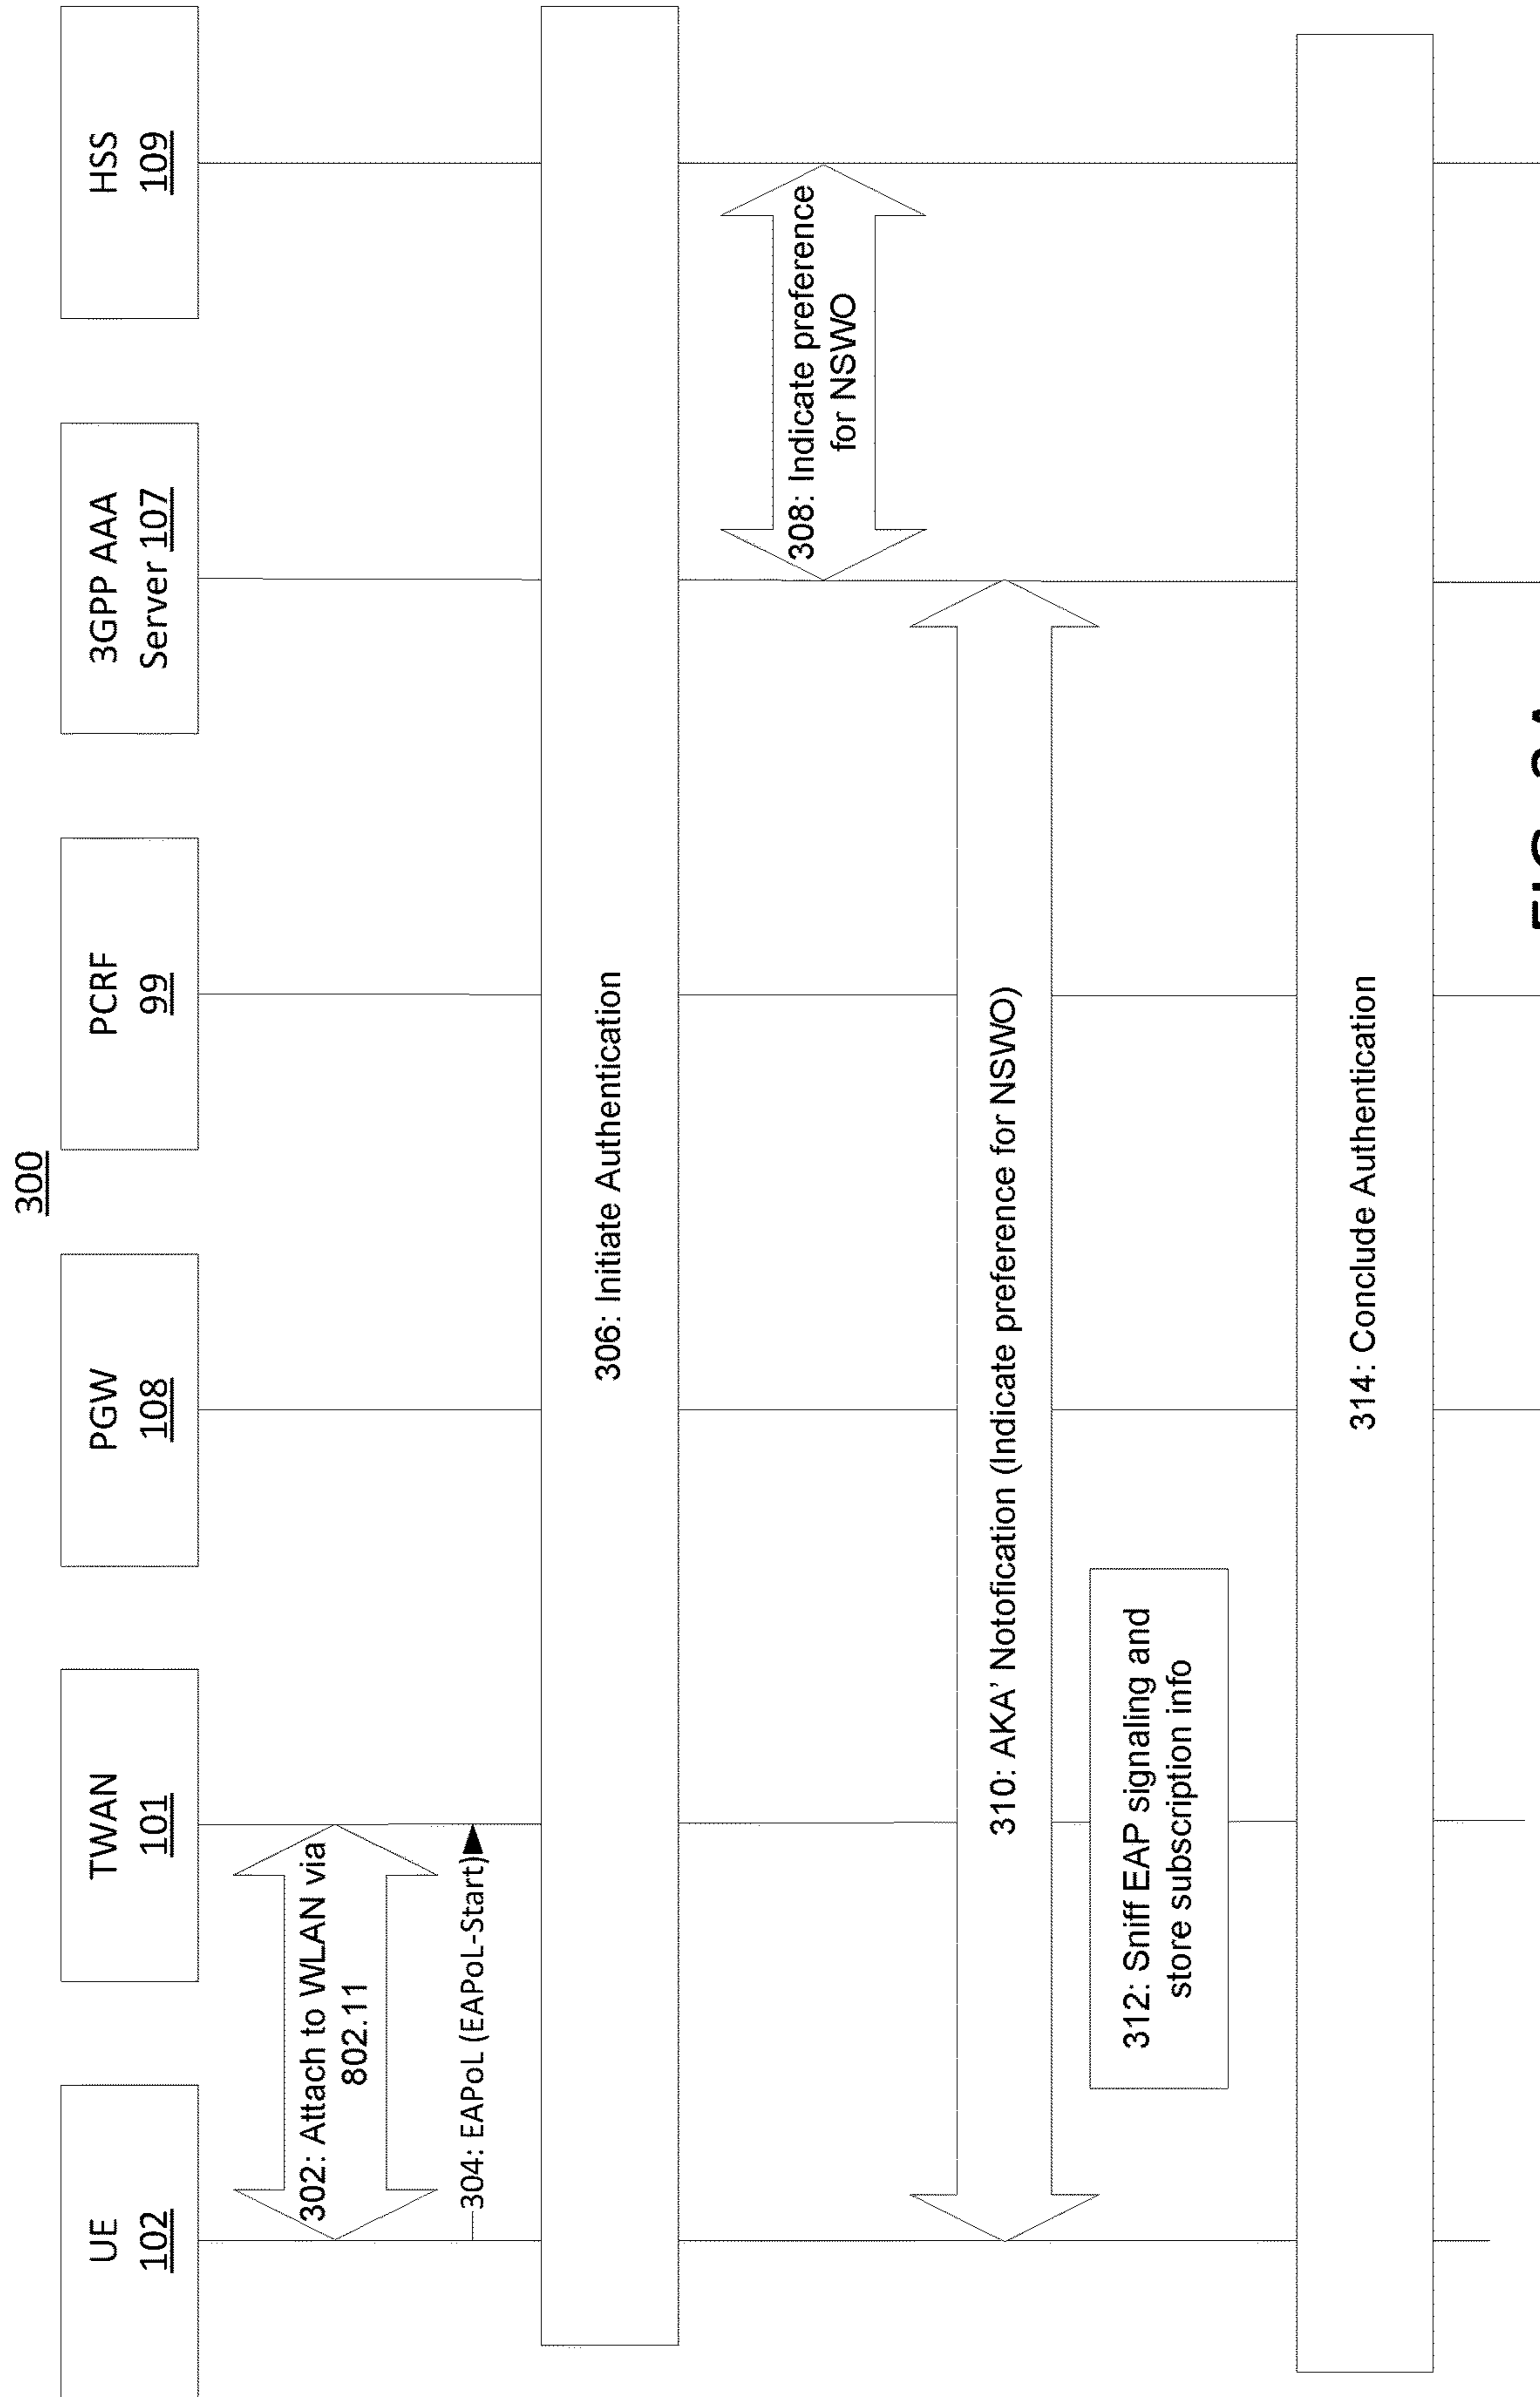 300
UE
102
TWAN
101
PGW
108
PCRF
99
3GPP AAA
Server 107
HSS
109
302: Attach to WLAN via
802.11
304: EAPoL (EAPoL-Start)
306: Initiate Authentication
308: Indicate preference
for NSWO
310: AKA' Notofication (Indicate preference for NSWO)
312: Sniff EAP signaling and
store subscription info
314: Conclude Authentication